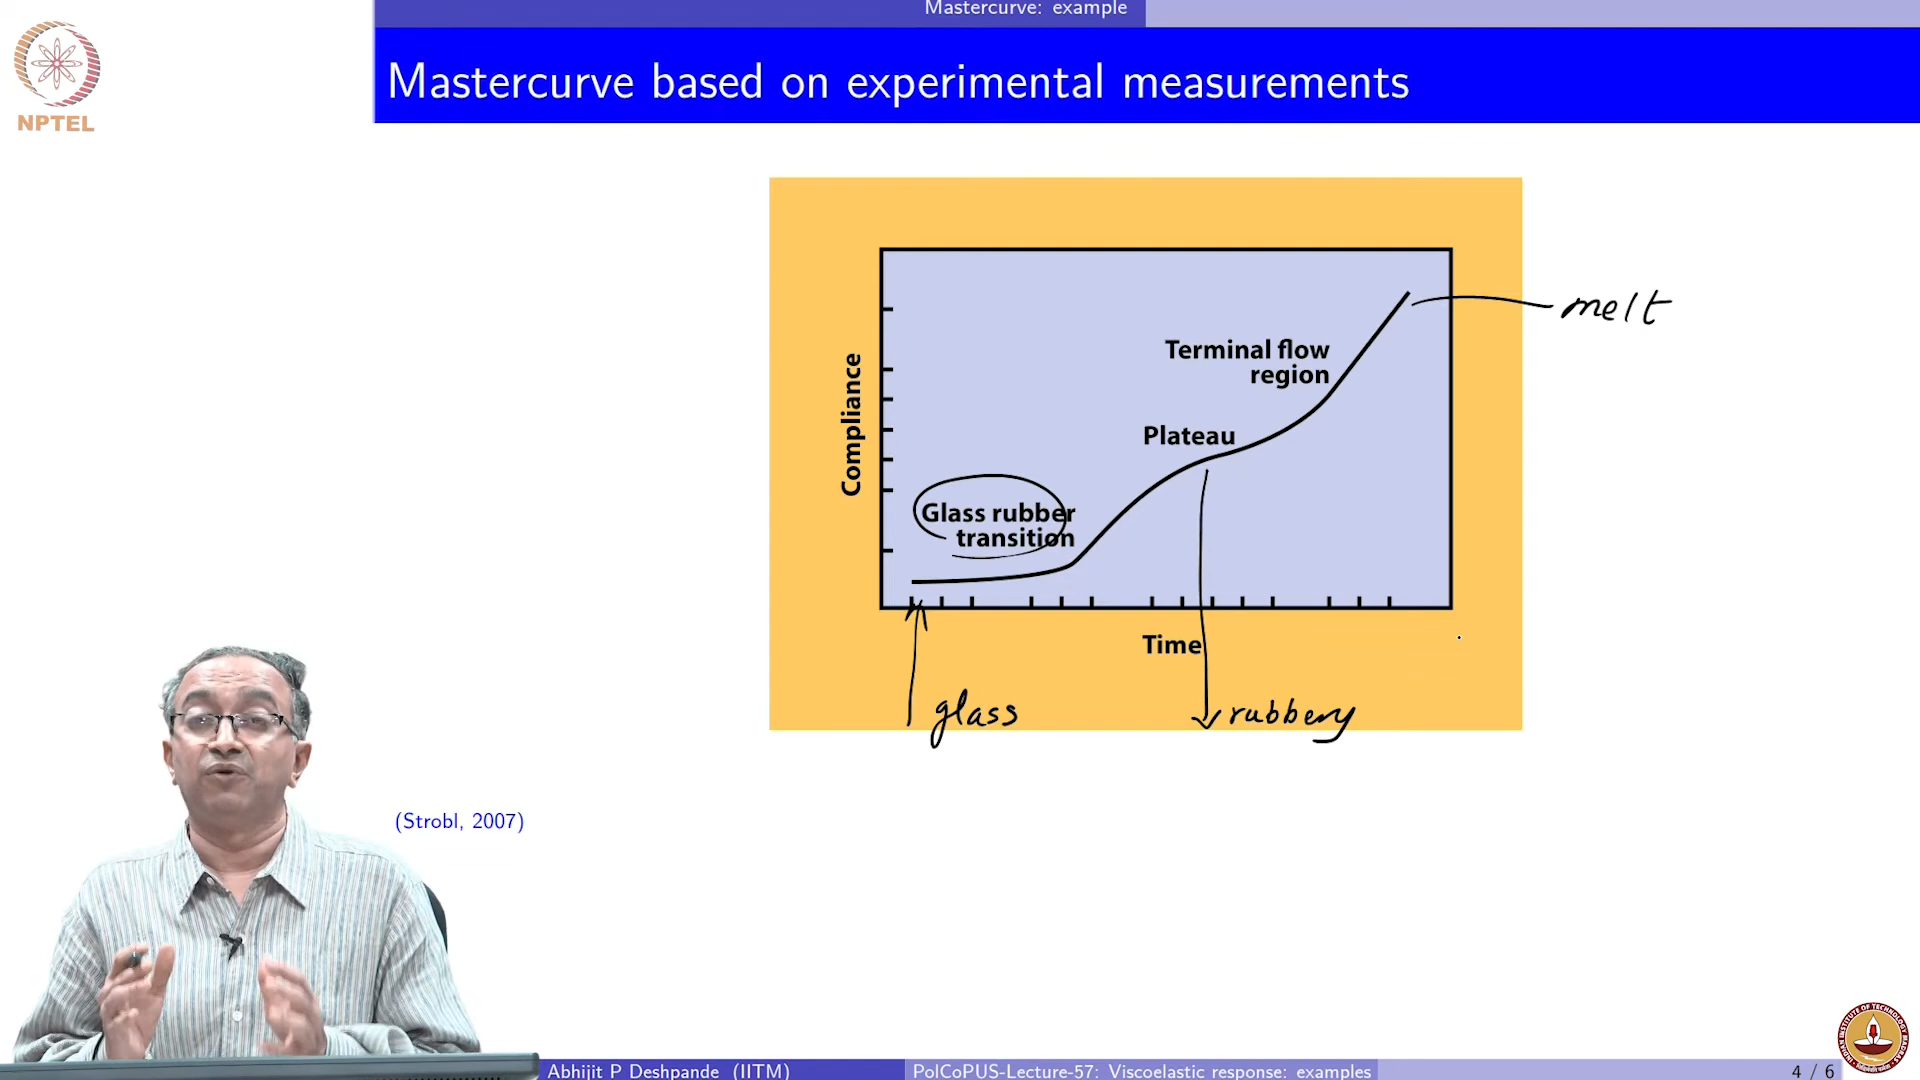 Mastercurve: example
Mastercurve based on experimental measurements
NPTEL
melt
Terminal flow
region
Compliance
Plateau
Glass rubber
transition
Time
glass
rubbery
(Strobl, 2007)
Abhijit P Deshpande (IITM)
PolCoPUS-Lecture-57: Viscoelastic response: examples
4 / 6